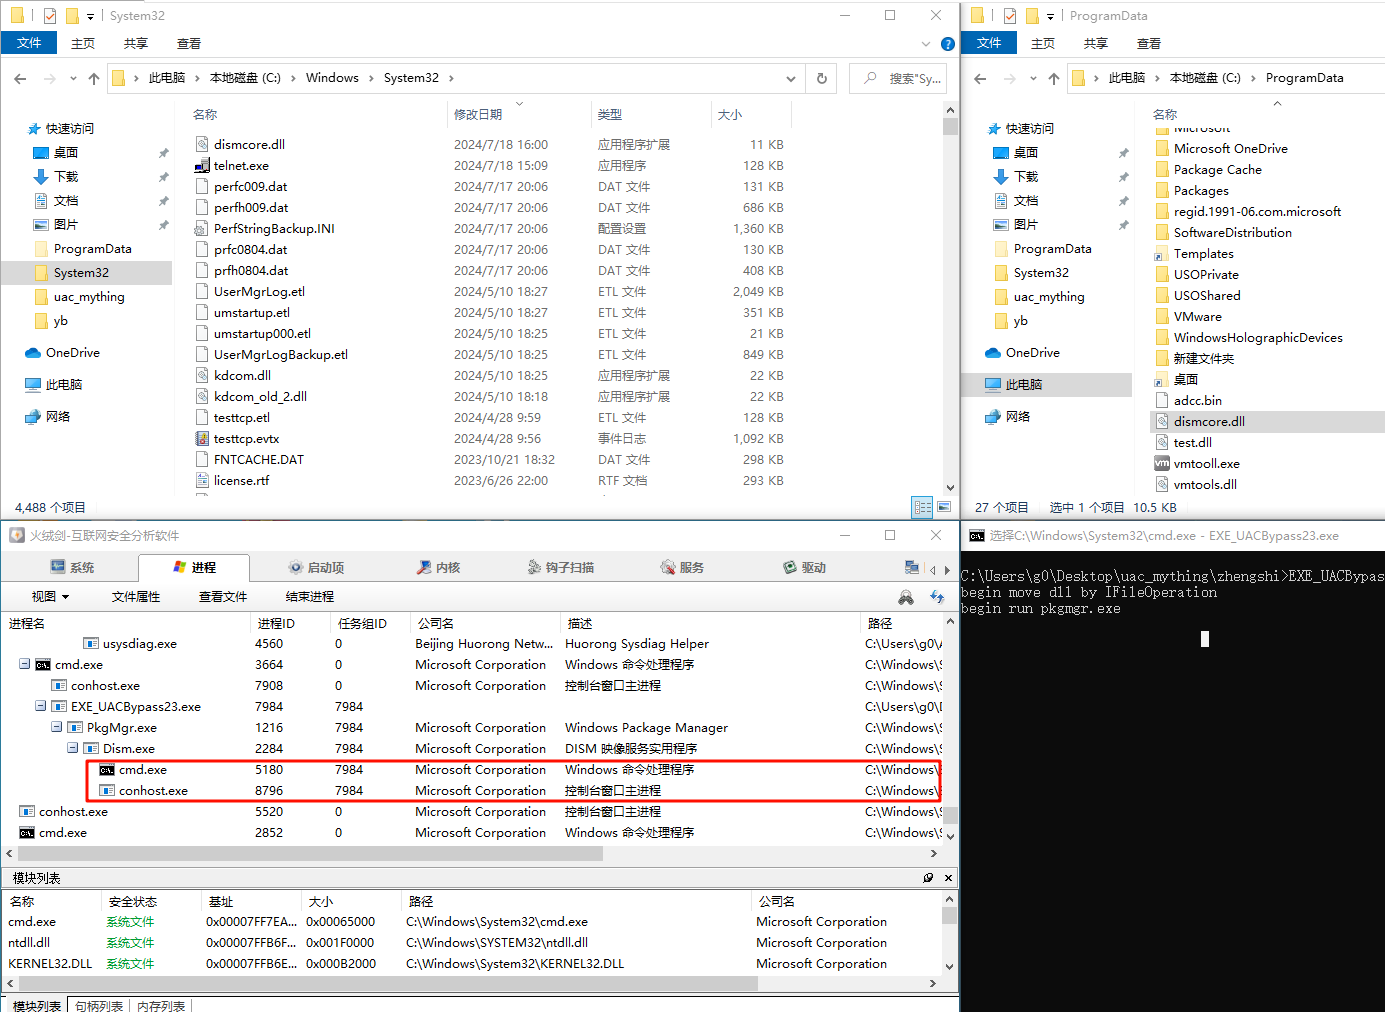 System32
文件 主页 共享 查看
此电脑 本地磁盘 (C:) Windows System32 搜索"Sy...
快速访问
桌面
下载
文档
图片
ProgramData
System32
uac_mything
yb
OneDrive
此电脑
网络
名称 修改日期 类型 大小
dismcore.dll 2024/7/18 16:00 应用程序扩展 11 KB
telnet.exe 2024/7/18 15:09 应用程序 128 KB
perfc009.dat 2024/7/17 20:06 DAT 文件 131 KB
perfh009.dat 2024/7/17 20:06 DAT 文件 686 KB
PerfStringBackup.INI 2024/7/17 20:06 配置设置 1,360 KB
prfc0804.dat 2024/7/17 20:06 DAT 文件 130 KB
prfh0804.dat 2024/7/17 20:06 DAT 文件 408 KB
UserMgrLog.etl 2024/5/10 18:27 ETL 文件 2,049 KB
umstartup.etl 2024/5/10 18:27 ETL 文件 351 KB
umstartup000.etl 2024/5/10 18:25 ETL 文件 21 KB
UserMgrLogBackup.etl 2024/5/10 18:25 ETL 文件 849 KB
kdcom.dll 2024/5/10 18:25 应用程序扩展 22 KB
kdcom_old_2.dll 2024/5/10 18:18 应用程序扩展 22 KB
testtcp.etl 2024/4/28 9:59 ETL 文件 128 KB
testtcp.evtx 2024/4/28 9:56 事件日志 1,092 KB
FNTCACHE.DAT 2023/10/21 18:32 DAT 文件 298 KB
license.rtf 2023/6/26 22:00 RTF 文档 293 KB
4,488 个项目
ProgramData
文件 主页 共享 查看
此电脑 本地磁盘 (C:) ProgramData
快速访问
桌面
下载
文档
图片
ProgramData
System32
uac_mything
yb
OneDrive
此电脑
网络
名称
Microsoft
Microsoft OneDrive
Package Cache
Packages
regid.1991-06.com.microsoft
SoftwareDistribution
Templates
USOPrivate
USOShared
VMware
WindowsHolographicDevices
新建文件夹
桌面
adcc.bin
dismcore.dll
test.dll
vmtooll.exe
vmtools.dll
27 个项目 选中 1 个项目 10.5 KB
火绒剑-互联网安全分析软件
系统 进程 启动项 内核 钩子扫描 服务 驱动
视图 文件属性 查看文件 结束进程
进程名 进程ID 任务组ID 公司名 描述 路径
usysdiag.exe 4560 0 Beijing Huorong Netw... Huorong Sysdiag Helper C:\Users\g0\A
cmd.exe 3664 0 Microsoft Corporation Windows 命令处理程序 C:\Windows\S
conhost.exe 7908 0 Microsoft Corporation 控制台窗口主进程 C:\Windows\S
EXE_UACBypass23.exe 7984 7984 C:\Users\g0\D
PkgMgr.exe 1216 7984 Microsoft Corporation Windows Package Manager C:\Windows\S
Dism.exe 2284 7984 Microsoft Corporation DISM 映像服务实用程序 C:\Windows\S
cmd.exe 5180 7984 Microsoft Corporation Windows 命令处理程序 C:\Windows\
conhost.exe 8796 7984 Microsoft Corporation 控制台窗口主进程 C:\Windows\
conhost.exe 5520 0 Microsoft Corporation 控制台窗口主进程 C:\Windows\S
cmd.exe 2852 0 Microsoft Corporation Windows 命令处理程序 C:\Windows\S
模块列表
名称 安全状态 基址 大小 路径 公司名
cmd.exe 系统文件 0x00007FF7EA... 0x00065000 C:\Windows\System32\cmd.exe Microsoft Corporation
ntdll.dll 系统文件 0x00007FFB6F... 0x001F0000 C:\Windows\SYSTEM32\ntdll.dll Microsoft Corporation
KERNEL32.DLL 系统文件 0x00007FFB6E... 0x000B2000 C:\Windows\System32\KERNEL32.DLL Microsoft Corporation
模块列表 句柄列表 内存列表
选择C:\Windows\System32\cmd.exe - EXE_UACBypass23.exe
C:\Users\g0\Desktop\uac_mything\zhengshi>EXE_UACBypas
begin move dll by IFileOperation
begin run pkgmgr.exe